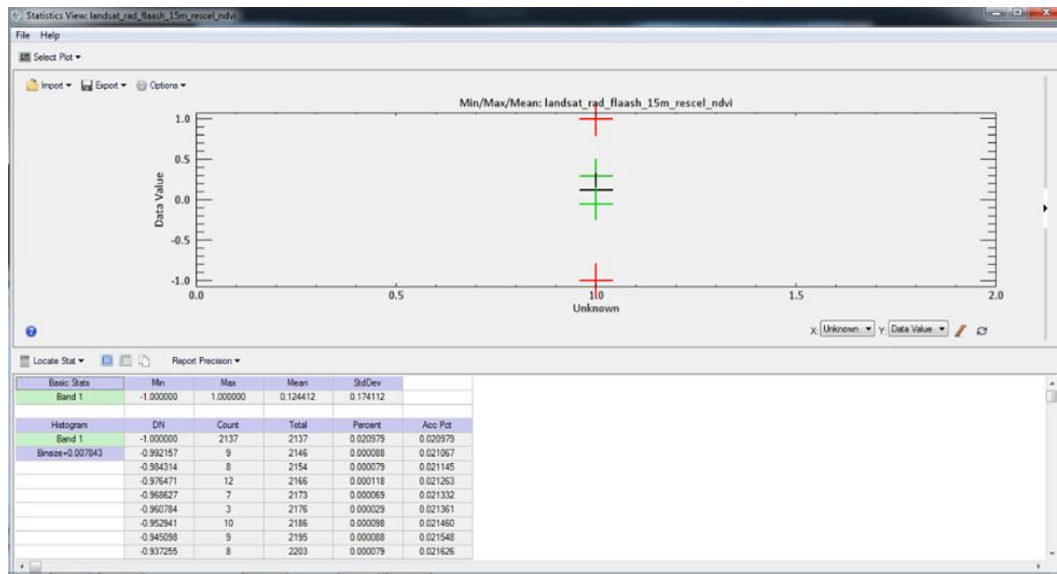 Statistics View: landsat_rad_flaash_15m_rescel_ndvi
File Help
Select Plot
Import Export Options
Min/Max/Mean: landsat_rad_flaash_15m_rescel_ndvi
1.0
0.5
0.0
-0.5
-1.0
Data Value
0.0 0.5 1.0 1.5 2.0
Unknown
X: Unknown Y: Data Value
Locate Stat Report Precision
Basic Stats Min Max Mean StdDev
Band 1 -1.000000 1.000000 0.124412 0.174112
Histogram DN Count Total Percent Acc Pct
Band 1 -1.000000 2137 2137 0.020979 0.020979
Binsize=0.007843 -0.992157 9 2146 0.000088 0.021067
-0.984314 8 2154 0.000079 0.021145
-0.976471 12 2166 0.000118 0.021263
-0.968627 7 2173 0.000069 0.021332
-0.960784 3 2176 0.000029 0.021361
-0.952941 10 2186 0.000098 0.021460
-0.945098 9 2195 0.000088 0.021548
-0.937255 8 2203 0.000079 0.021626